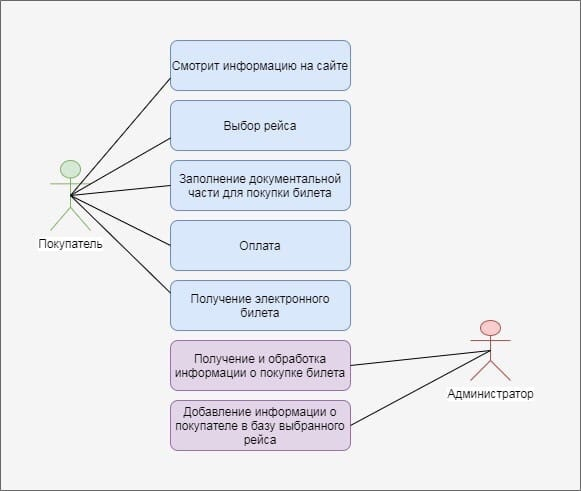 Смотрит информацию на сайте
Выбор рейса
Заполнение документальной
части для покупки билета
Покупатель
Оплата
Получение электронного
билета
Получение и обработка
информации о покупке билета
Администратор
Добавление информации о
покупателе в базу выбранного
рейса